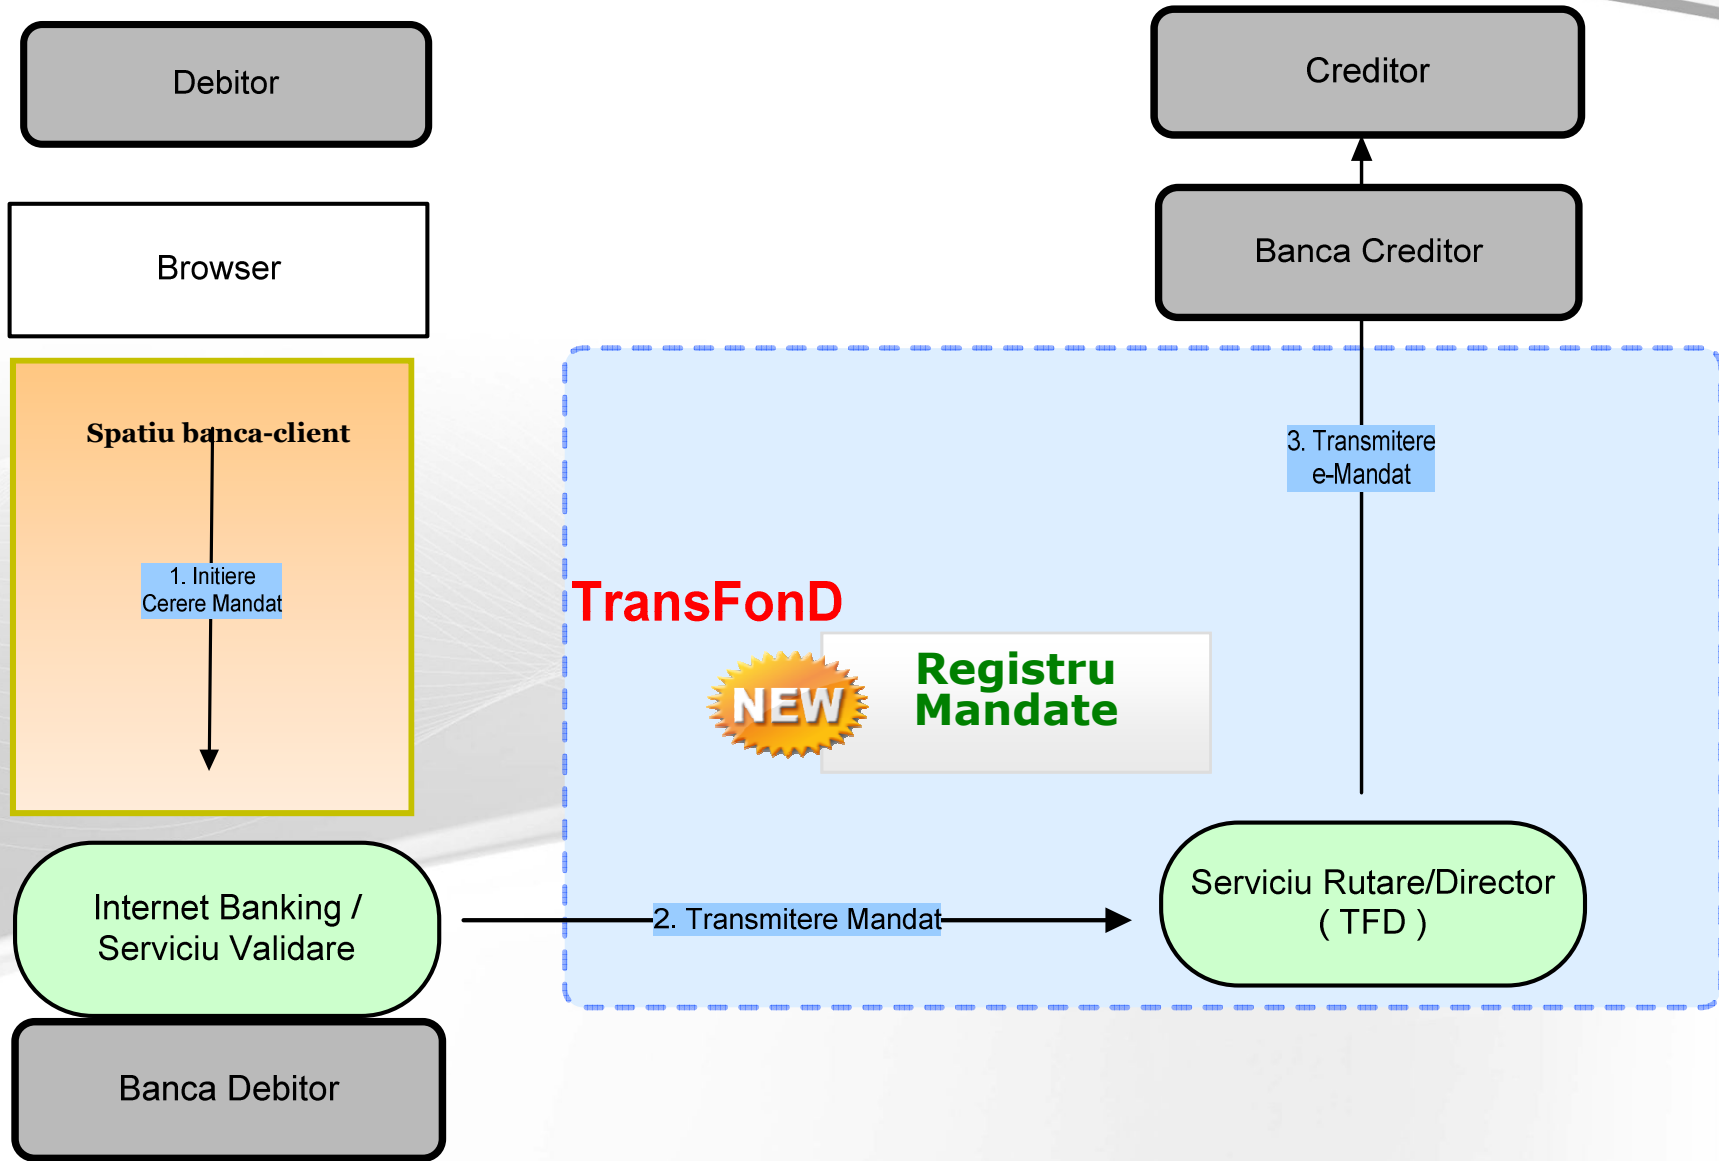 Debitor
Creditor
Browser
Banca Creditor
Spatiu banca-client
3. Transmitere
e-Mandat
1. Initiere
Cerere Mandat
TransFonD
NEW
Registru
Mandate
Internet Banking /
Serviciu Validare
2. Transmitere Mandat
Serviciu Rutare/Director
( TFD )
Banca Debitor